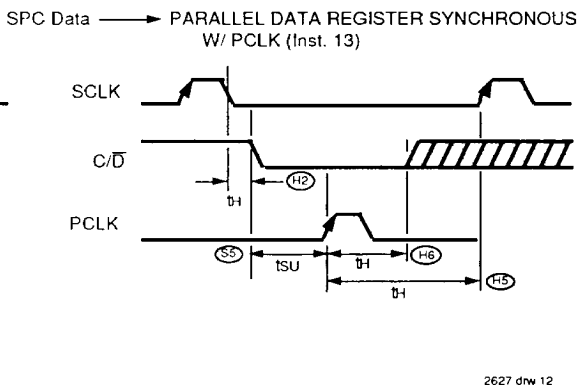 SPC Data → PARALLEL DATA REGISTER SYNCHRONOUS
W/ PCLK (Inst. 13)
SCLK
C/D̅
tH H2
PCLK
S5 tSU tH H6
tH H5
2627 drw 12